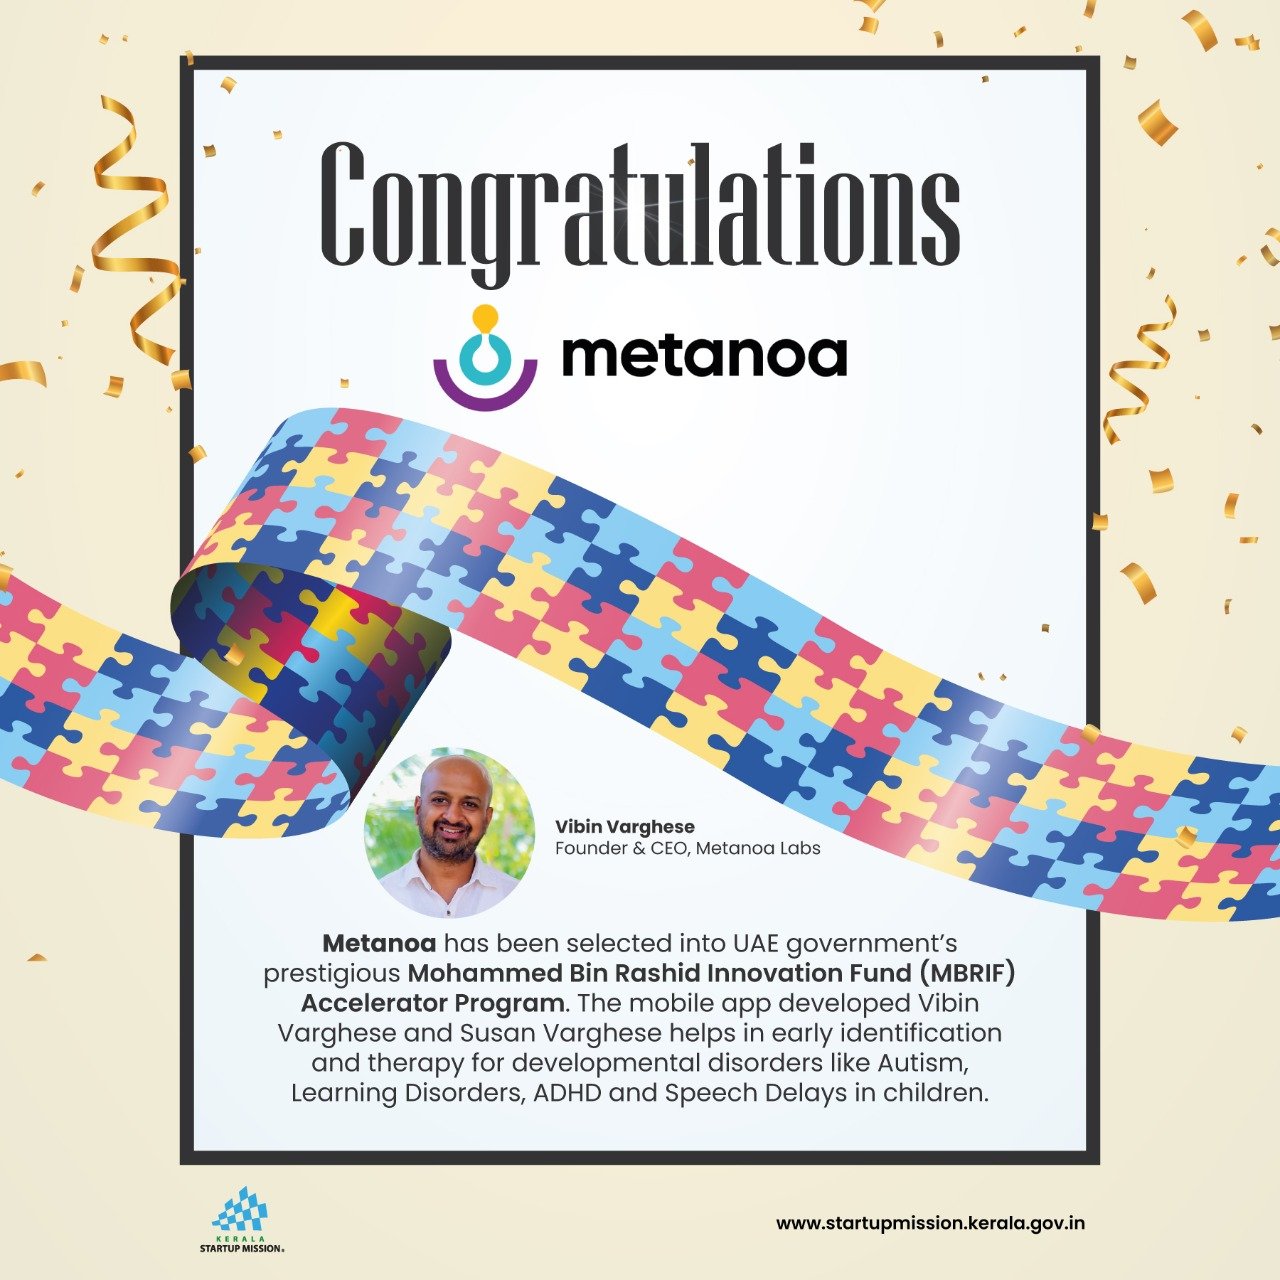 Congratulations
metanoa
Vibin Varghese
Founder & CEO, Metanoa Labs
Metanoa has been selected into UAE government’s
prestigious Mohammed Bin Rashid Innovation Fund (MBRIF)
Accelerator Program. The mobile app developed Vibin
Varghese and Susan Varghese helps in early identification
and therapy for developmental disorders like Autism,
Learning Disorders, ADHD and Speech Delays in children.
KERALA
STARTUP MISSION
www.startupmission.kerala.gov.in